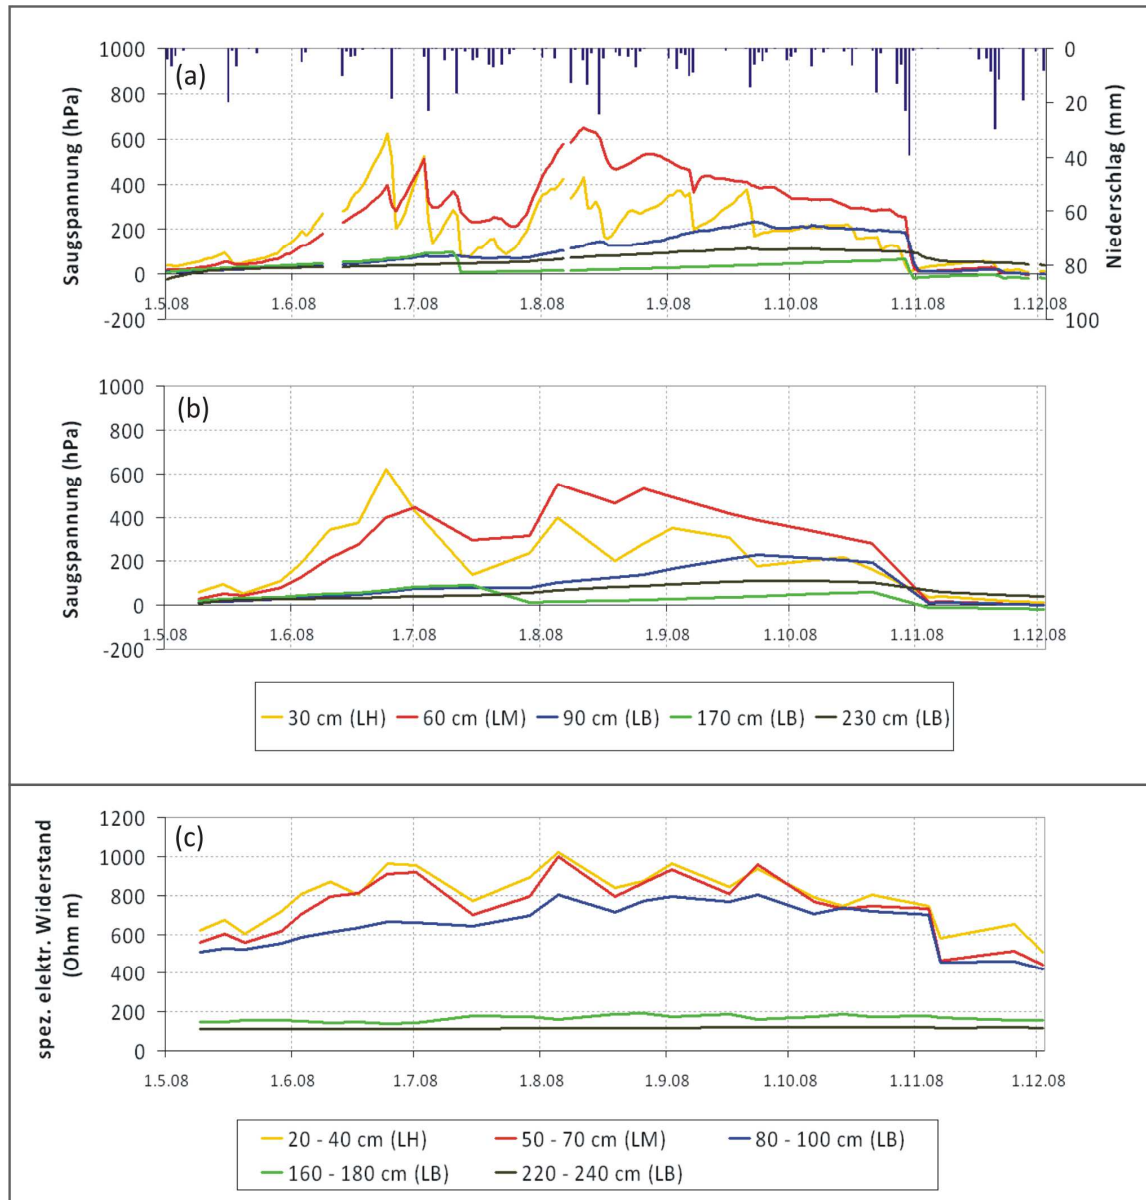 (a)
Saugspannung (hPa)
1000
800
600
400
200
0
-200
Niederschlag (mm)
0
20
40
60
80
100
1.5.08 1.6.08 1.7.08 1.8.08 1.9.08 1.10.08 1.11.08 1.12.08
(b)
Saugspannung (hPa)
1000
800
600
400
200
0
-200
1.5.08 1.6.08 1.7.08 1.8.08 1.9.08 1.10.08 1.11.08 1.12.08
30 cm (LH) 60 cm (LM) 90 cm (LB) 170 cm (LB) 230 cm (LB)
(c)
spez. elektr. Widerstand
(Ohm m)
1200
1000
800
600
400
200
0
1.5.08 1.6.08 1.7.08 1.8.08 1.9.08 1.10.08 1.11.08 1.12.08
20 - 40 cm (LH) 50 - 70 cm (LM) 80 - 100 cm (LB)
160 - 180 cm (LB) 220 - 240 cm (LB)